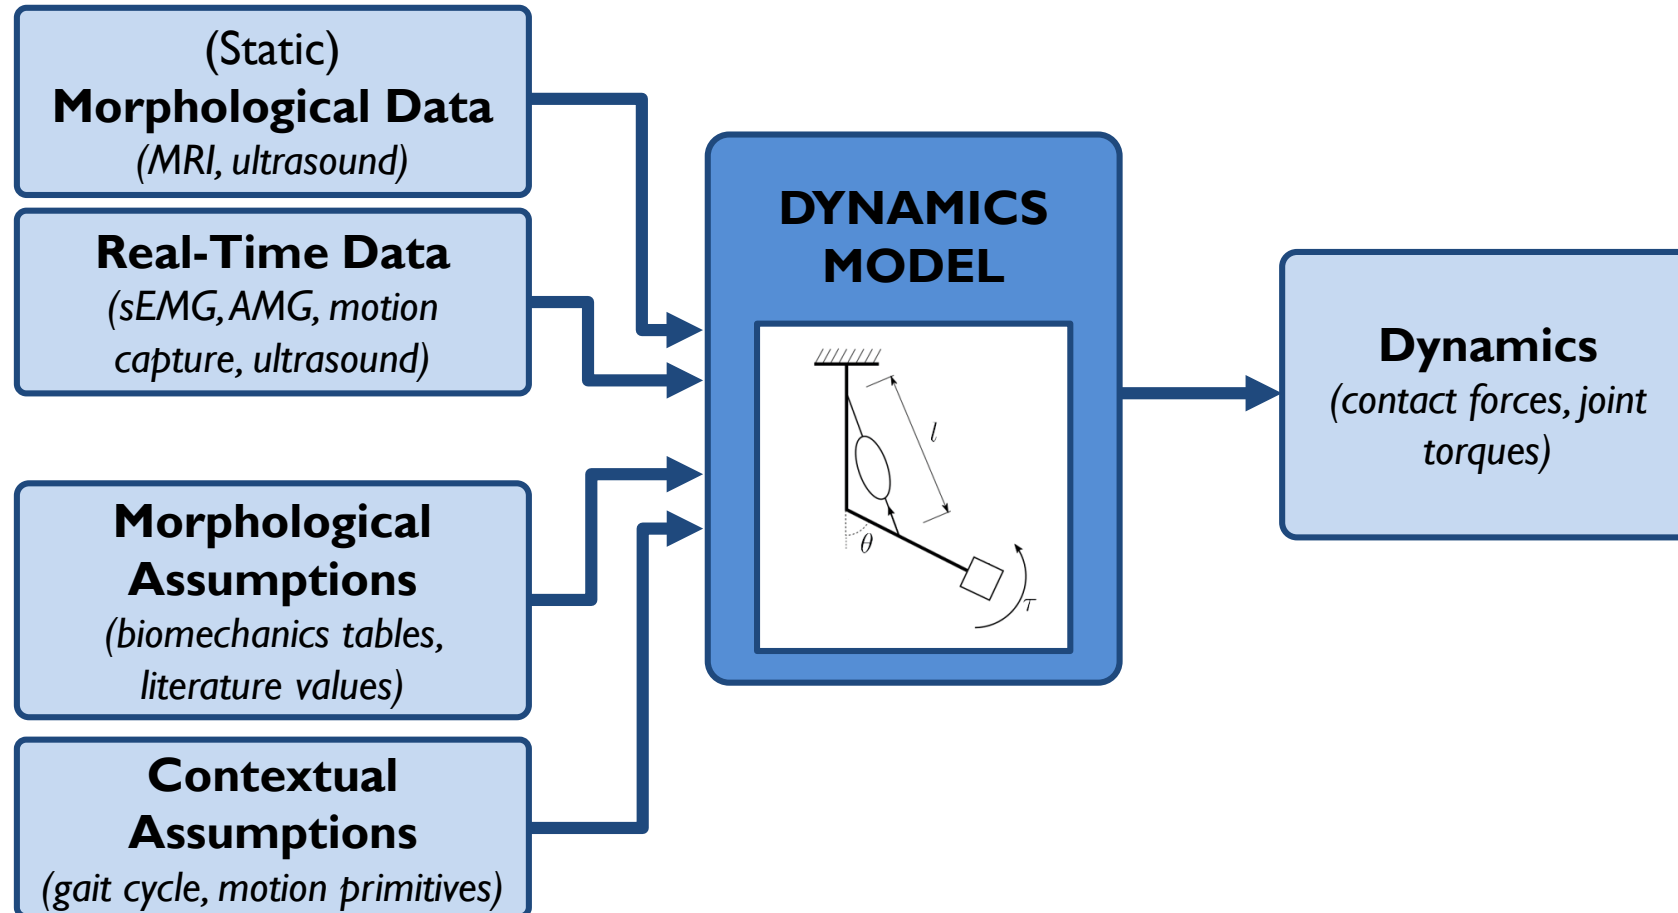 (Static)
Morphological Data
(MRI, ultrasound)
Real-Time Data
(sEMG, AMG, motion
capture, ultrasound)
Morphological
Assumptions
(biomechanics tables,
literature values)
Contextual
Assumptions
(gait cycle, motion primitives)
DYNAMICS
MODEL
l
θ
τ
Dynamics
(contact forces, joint
torques)